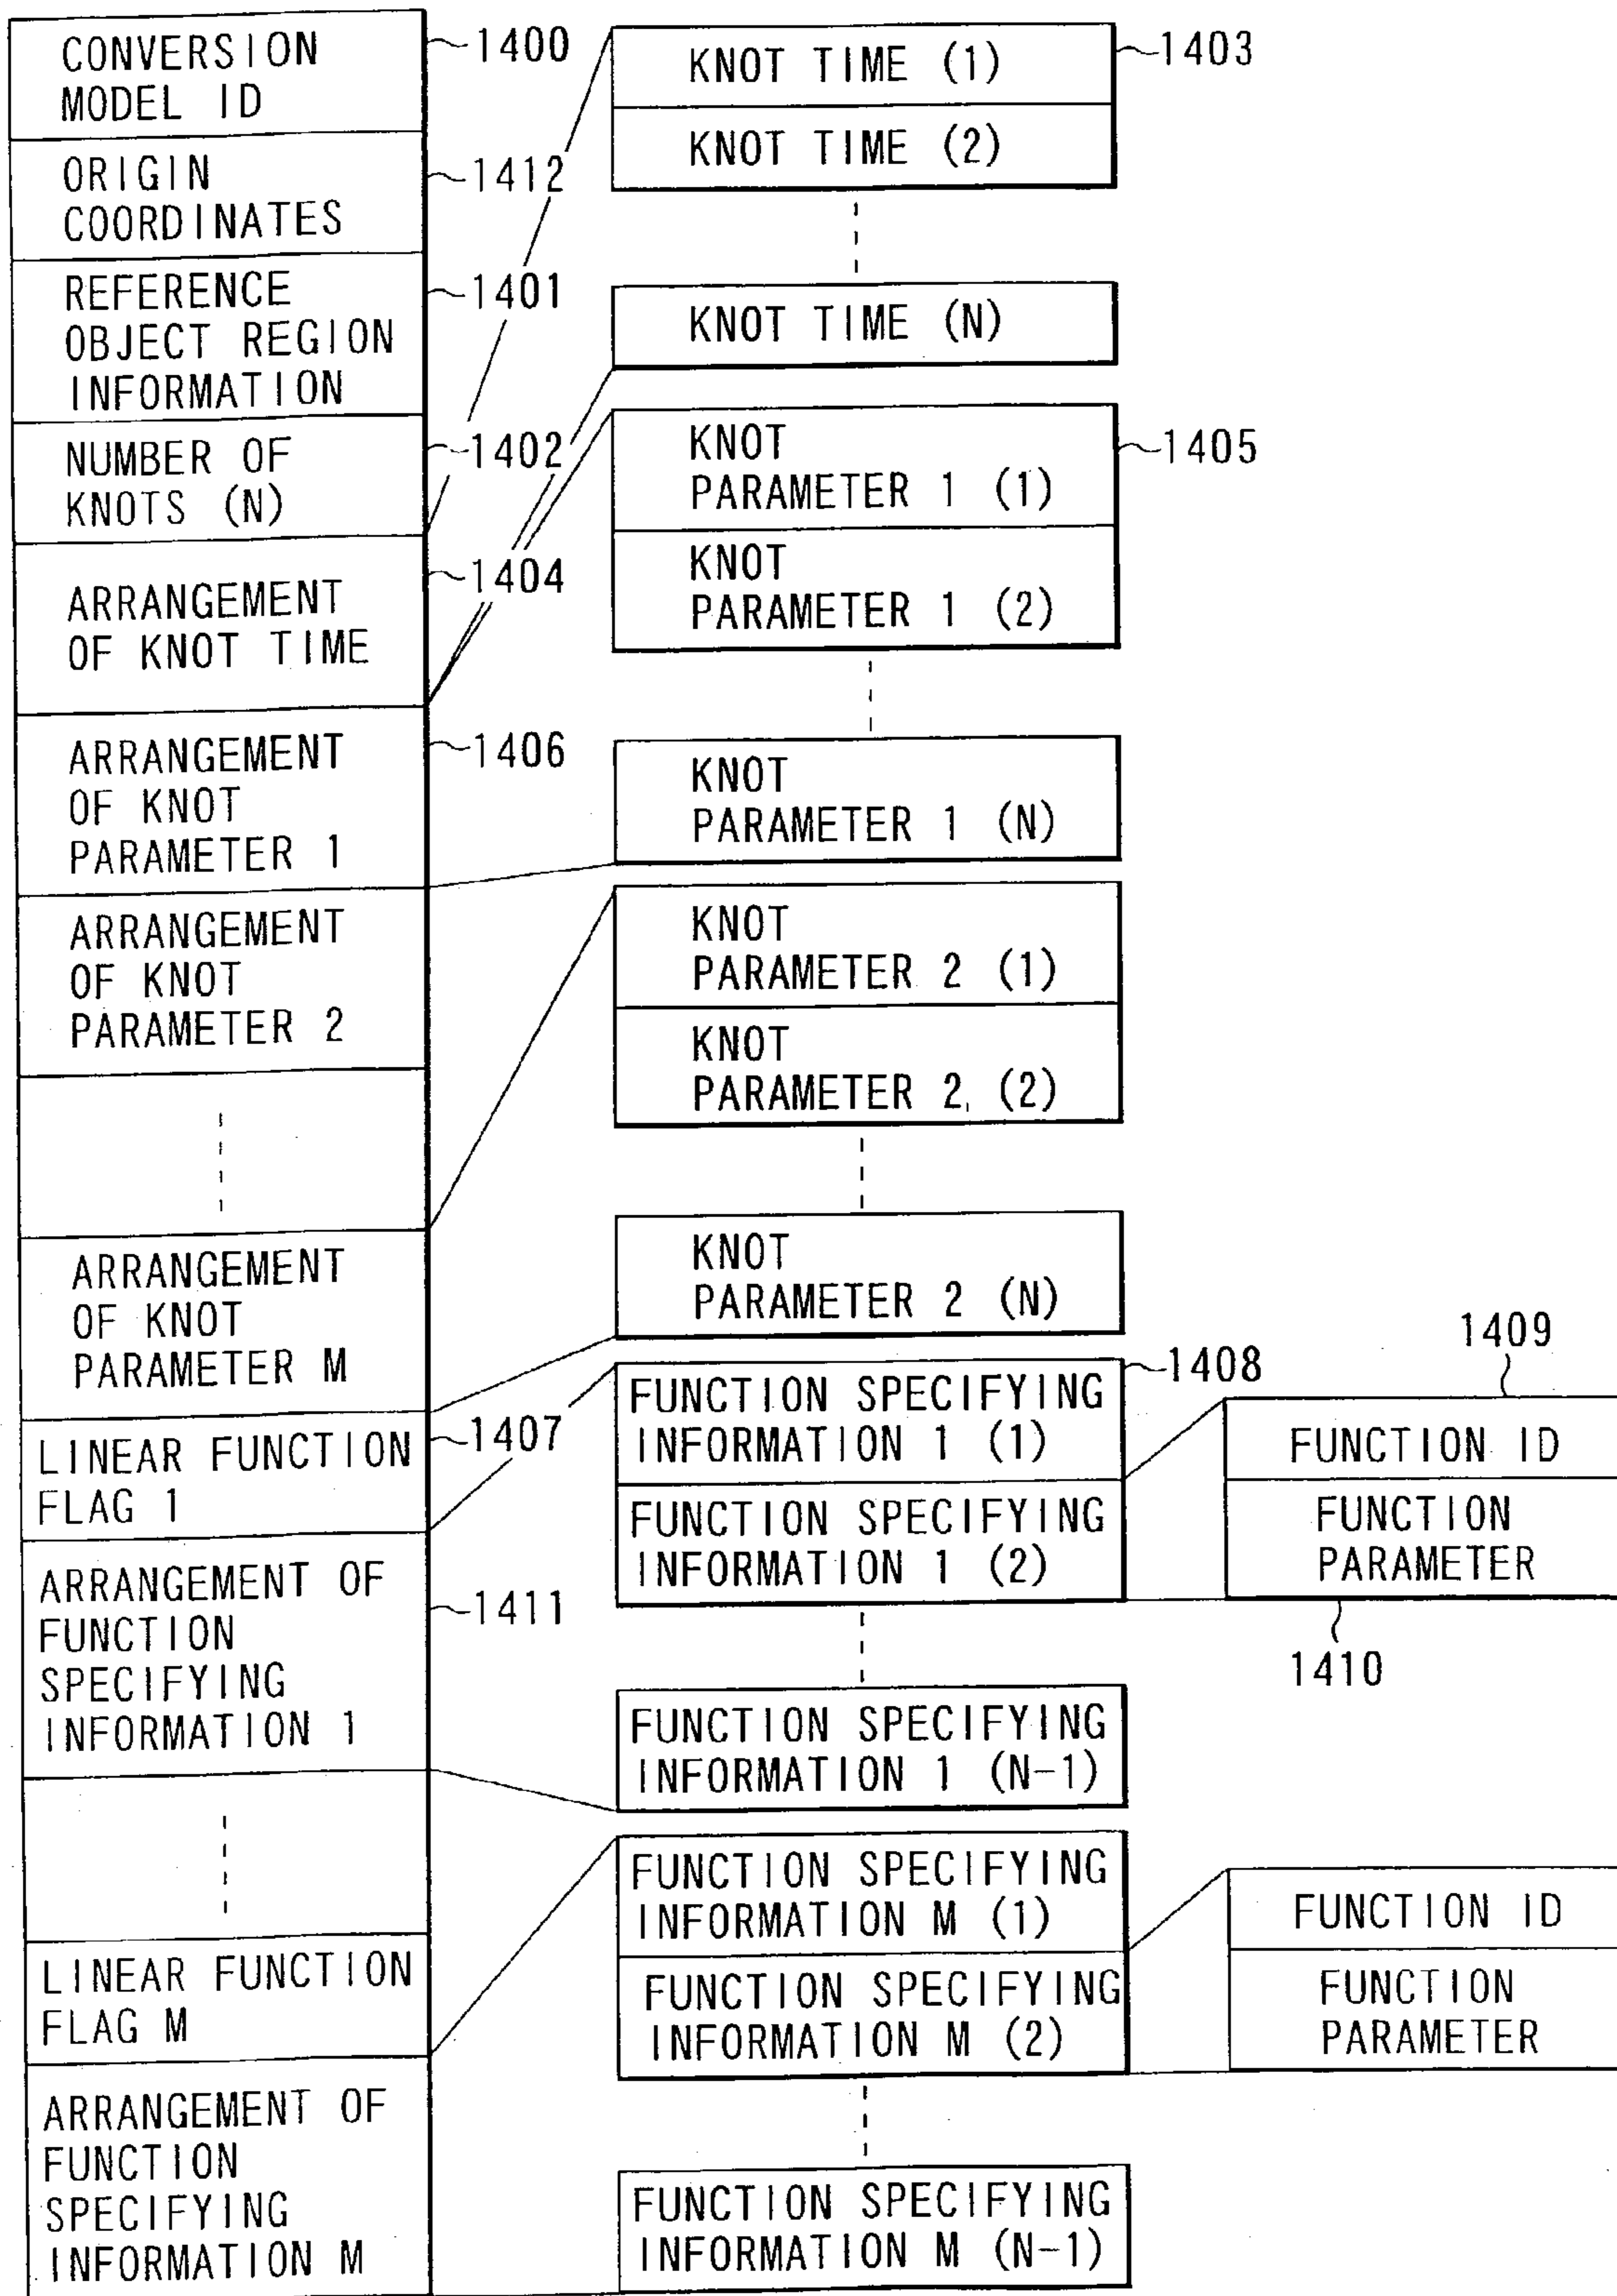 CONVERSION
MODEL ID
1400
ORIGIN
COORDINATES
1412
REFERENCE
OBJECT REGION
INFORMATION
1401
NUMBER OF
KNOTS (N)
1402
ARRANGEMENT
OF KNOT TIME
1404
ARRANGEMENT
OF KNOT
PARAMETER 1
1406
ARRANGEMENT
OF KNOT
PARAMETER 2
ARRANGEMENT
OF KNOT
PARAMETER M
LINEAR FUNCTION
FLAG 1
1407
ARRANGEMENT OF
FUNCTION
SPECIFYING
INFORMATION 1
1411
LINEAR FUNCTION
FLAG M
ARRANGEMENT OF
FUNCTION
SPECIFYING
INFORMATION M
KNOT TIME (1)
1403
KNOT TIME (2)
KNOT TIME (N)
KNOT
PARAMETER 1 (1)
1405
KNOT
PARAMETER 1 (2)
KNOT
PARAMETER 1 (N)
KNOT
PARAMETER 2 (1)
KNOT
PARAMETER 2 (2)
KNOT
PARAMETER 2 (N)
FUNCTION SPECIFYING
INFORMATION 1 (1)
1408
FUNCTION SPECIFYING
INFORMATION 1 (2)
FUNCTION SPECIFYING
INFORMATION 1 (N-1)
FUNCTION SPECIFYING
INFORMATION M (1)
FUNCTION SPECIFYING
INFORMATION M (2)
FUNCTION SPECIFYING
INFORMATION M (N-1)
1409
FUNCTION ID
FUNCTION
PARAMETER
1410
FUNCTION ID
FUNCTION
PARAMETER